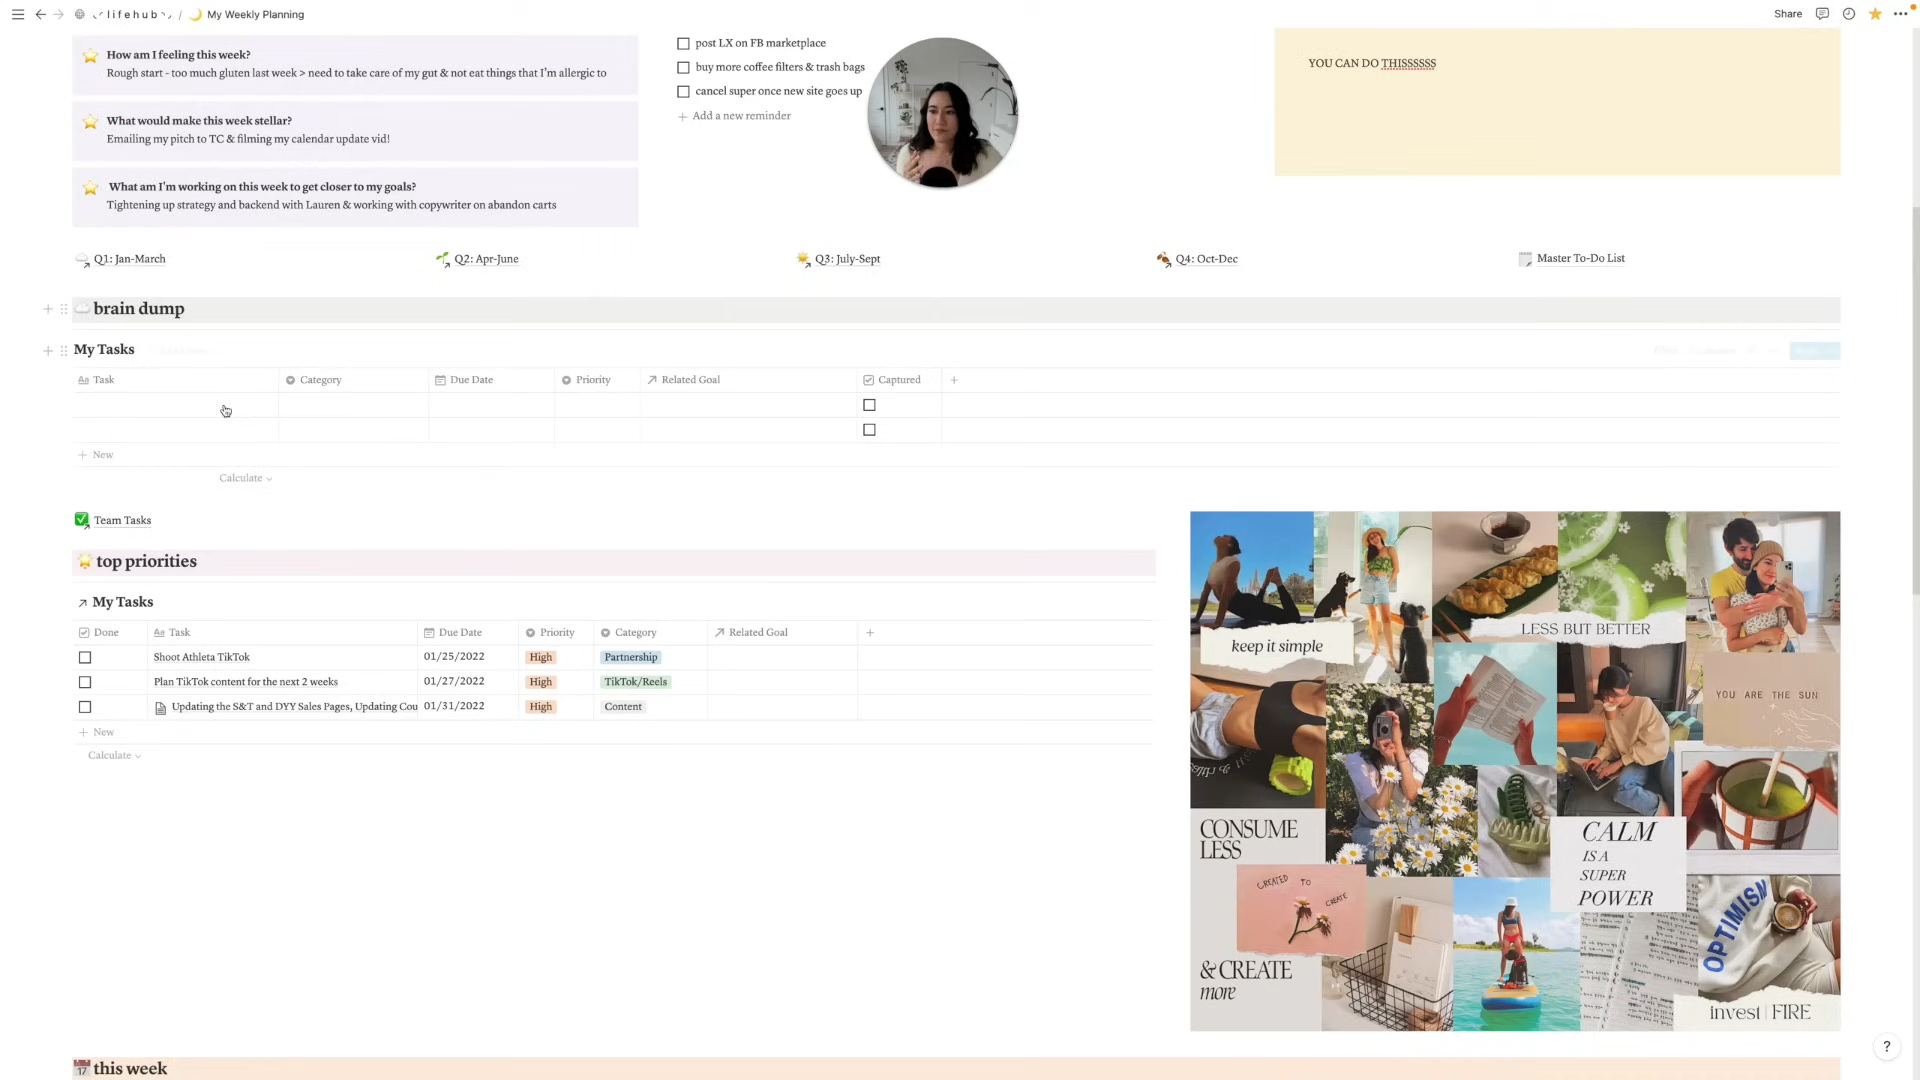 lifehub / My Weekly Planning
Share
How am I feeling this week?
Rough start - too much gluten last week > need to take care of my gut & not eat things that I'm allergic to
What would make this week stellar?
Emailing my pitch to TC & filming my calendar update vid!
What am I'm working on this week to get closer to my goals?
Tightening up strategy and backend with Lauren & working with copywriter on abandon carts
post LX on FB marketplace
buy more coffee filters & trash bags
cancel super once new site goes up
+ Add a new reminder
YOU CAN DO THISSSSSS
Q1: Jan-March
Q2: Apr-June
Q3: July-Sept
Q4: Oct-Dec
Master To-Do List
brain dump
My Tasks
Aa Task Category Due Date Priority Related Goal Captured +
+ New
Calculate
Team Tasks
top priorities
My Tasks
Done Aa Task Due Date Priority Category Related Goal +
Shoot Athleta TikTok 01/25/2022 High Partnership
Plan TikTok content for the next 2 weeks 01/27/2022 High TikTok/Reels
Updating the S&T and DYY Sales Pages, Updating Cou 01/31/2022 High Content
+ New
Calculate
keep it simple
LESS BUT BETTER
YOU ARE THE SUN
CONSUME
LESS
CREATED TO
CREATE
& CREATE
more
CALM
IS A
SUPER
POWER
OPTIMISM
invest | FIRE
17 this week
?